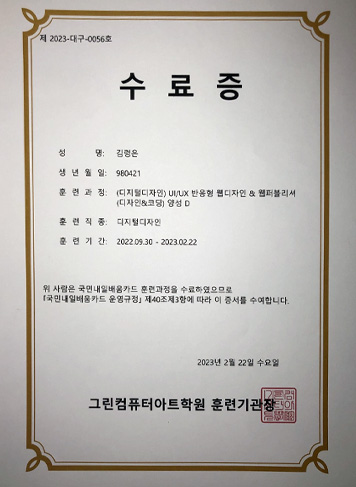 제 2023-대구-0056호
수 료 증
성 명: 김령은
생 년 월 일: 980421
훈 련 과 정: (디지털디자인) UI/UX 반응형 웹디자인 & 웹퍼블리셔
(디자인&코딩) 양성 D
훈 련 직 종: 디지털디자인
훈 련 기 간: 2022.09.30 - 2023.02.22
위 사람은 국민내일배움카드 훈련과정을 수료하였으므로
「국민내일배움카드 운영규정」 제40조제3항에 따라 이 증서를 수여합니다.
2023년 2월 22일 수요일
그린컴퓨터아트학원 훈련기관장